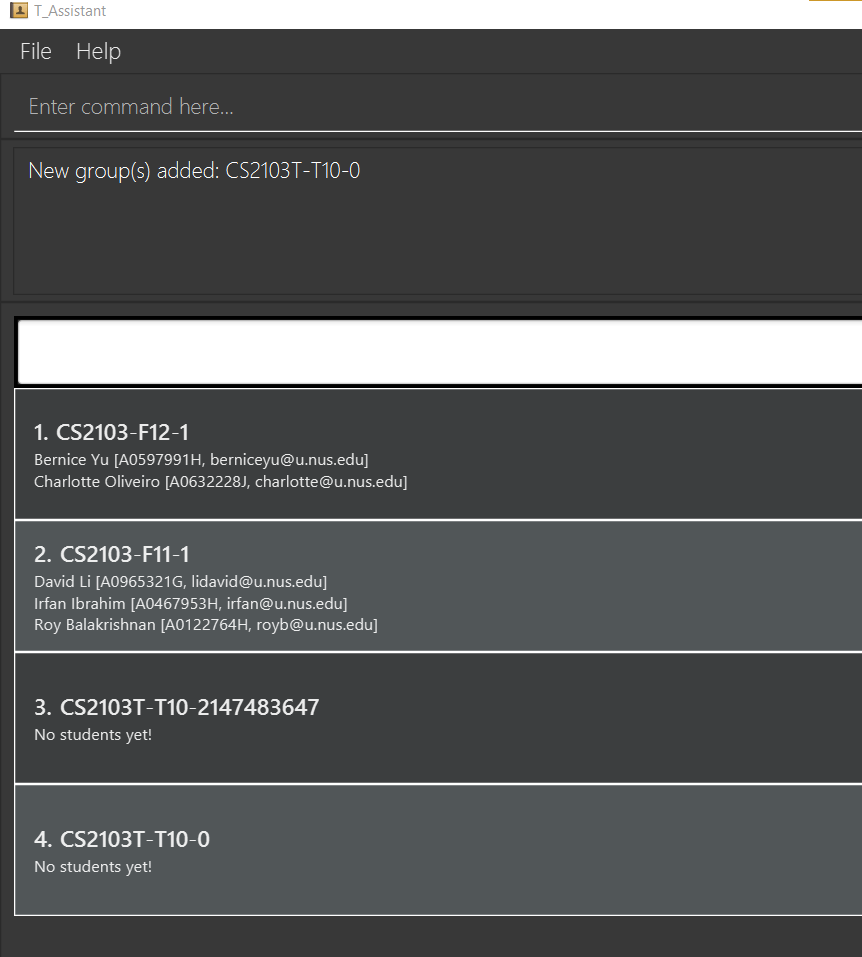 T_Assistant
File Help
Enter command here...
New group(s) added: CS2103T-T10-0
1. CS2103-F12-1
Bernice Yu [A0597991H, berniceyu@u.nus.edu]
Charlotte Oliveiro [A0632228J, charlotte@u.nus.edu]
2. CS2103-F11-1
David Li [A0965321G, lidavid@u.nus.edu]
Irfan Ibrahim [A0467953H, irfan@u.nus.edu]
Roy Balakrishnan [A0122764H, royb@u.nus.edu]
3. CS2103T-T10-2147483647
No students yet!
4. CS2103T-T10-0
No students yet!